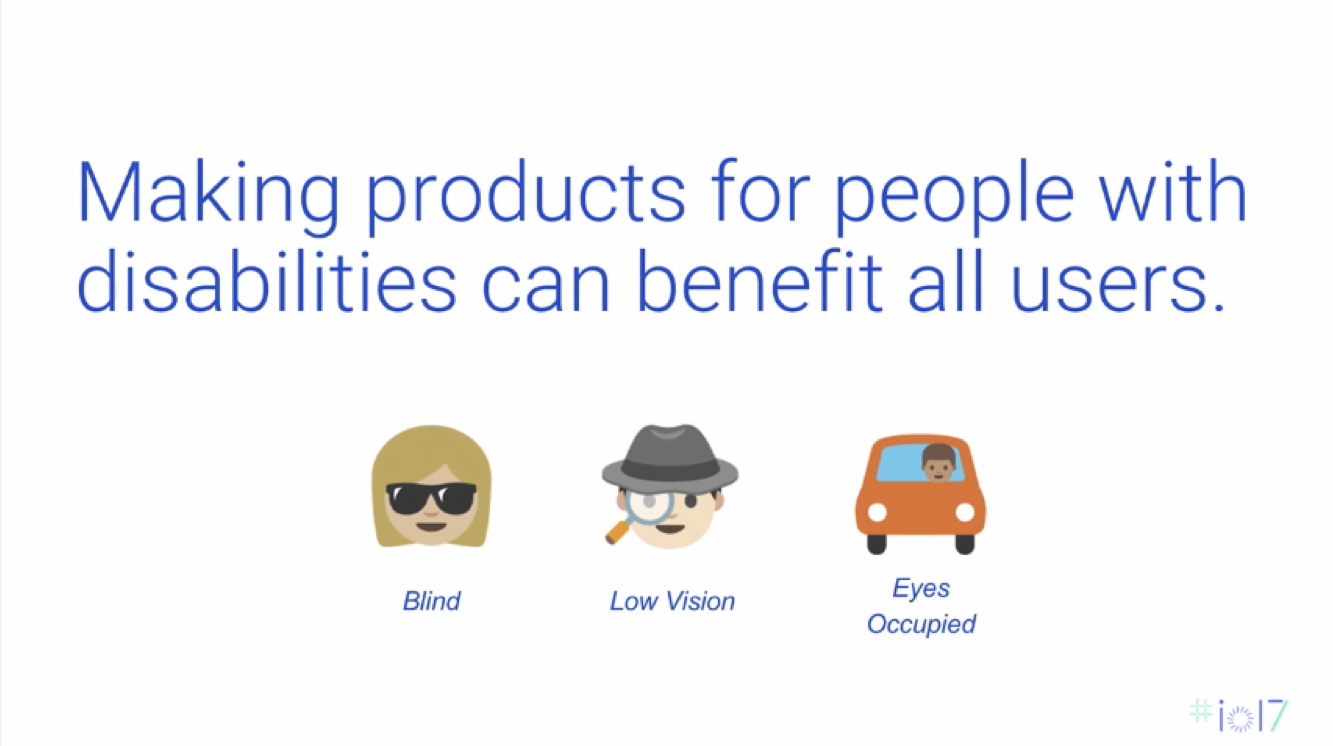 Making products for people with
disabilities can benefit all users.
Blind
Low Vision
Eyes
Occupied
#io17